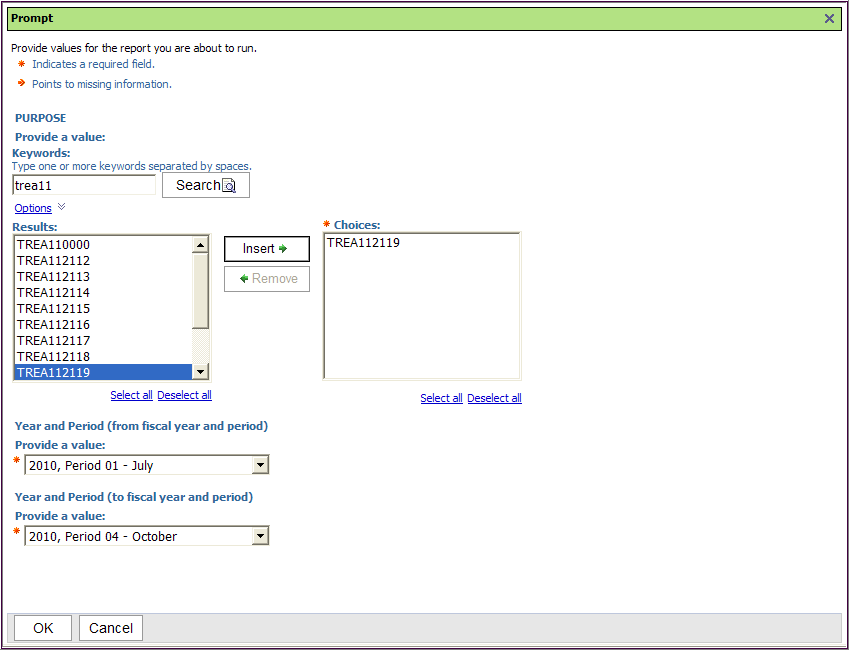 Prompt
Provide values for the report you are about to run.
* Indicates a required field.
Points to missing information.
PURPOSE
Provide a value:
Keywords:
Type one or more keywords separated by spaces.
trea11
Search
Options
Results:
TREA110000
TREA112112
TREA112113
TREA112114
TREA112115
TREA112116
TREA112117
TREA112118
TREA112119
Select all Deselect all
Insert
Remove
* Choices:
TREA112119
Select all Deselect all
Year and Period (from fiscal year and period)
Provide a value:
* 2010, Period 01 - July
Year and Period (to fiscal year and period)
Provide a value:
* 2010, Period 04 - October
OK Cancel